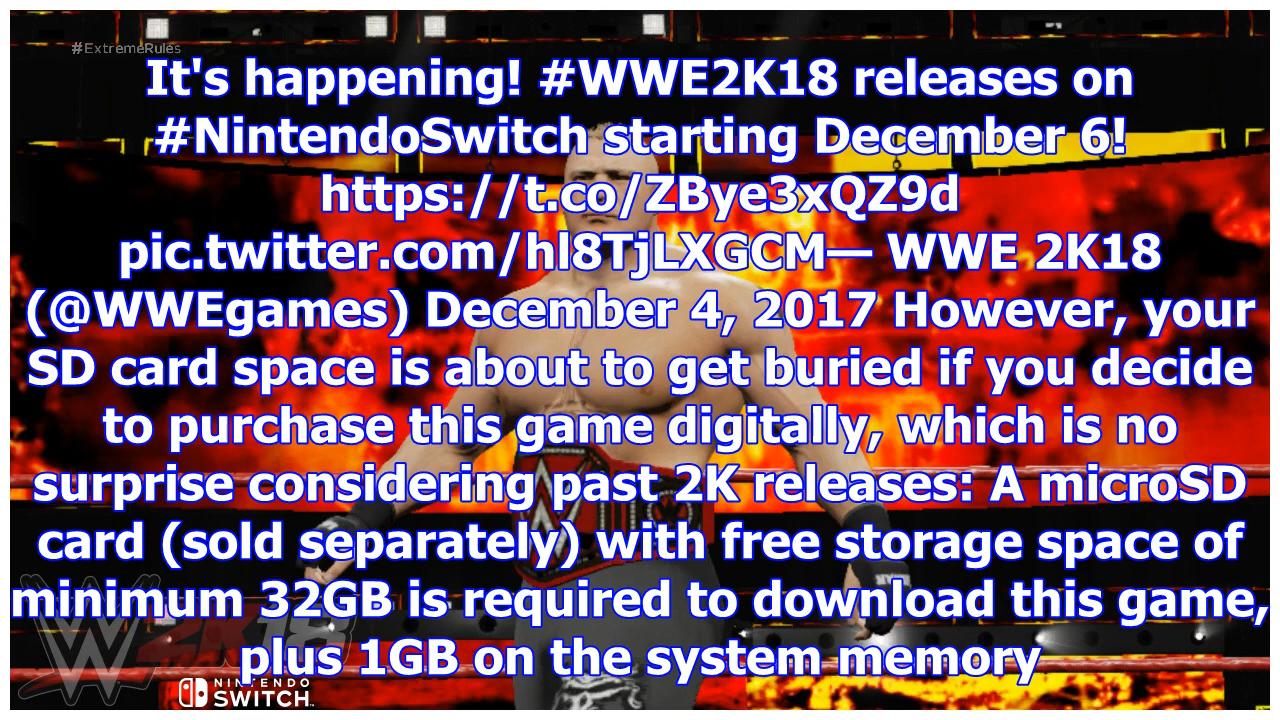 #ExtremeRules
It's happening! #WWE2K18 releases on
#NintendoSwitch starting December 6!
https://t.co/ZBye3xQZ9d
pic.twitter.com/hl8TjLXGCM— WWE 2K18
(@WWEgames) December 4, 2017 However, your
SD card space is about to get buried if you decide
to purchase this game digitally, which is no
surprise considering past 2K releases: A microSD
card (sold separately) with free storage space of
minimum 32GB is required to download this game,
plus 1GB on the system memory
W 2K18
NINTENDO
SWITCH